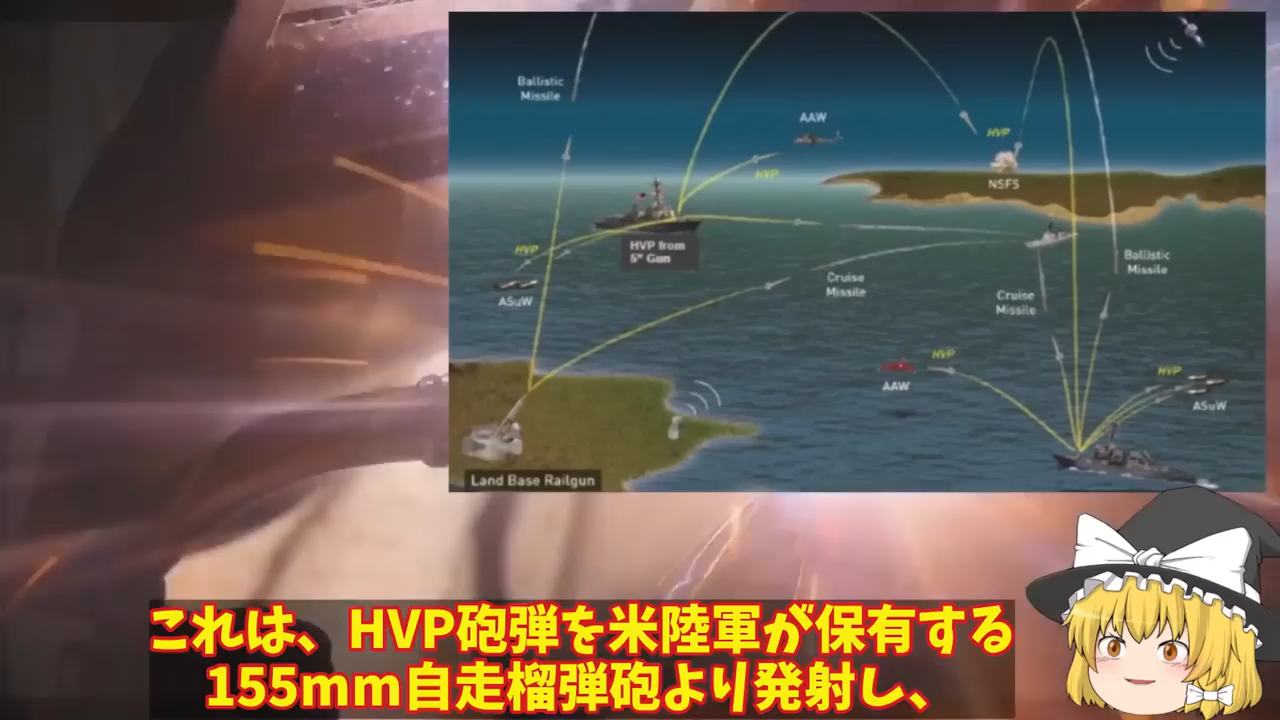 Ballistic
Missile
AAW
HVP
HVP
NSFS
HVP from
5" Gun
HVP
ASuW
Cruise
Missile
Ballistic
Missile
Cruise
Missile
HVP
AAW
HVP
ASuW
Land Base Railgun
これは、HVP砲弾を米陸軍が保有する
155mm自走榴弾砲より発射し、